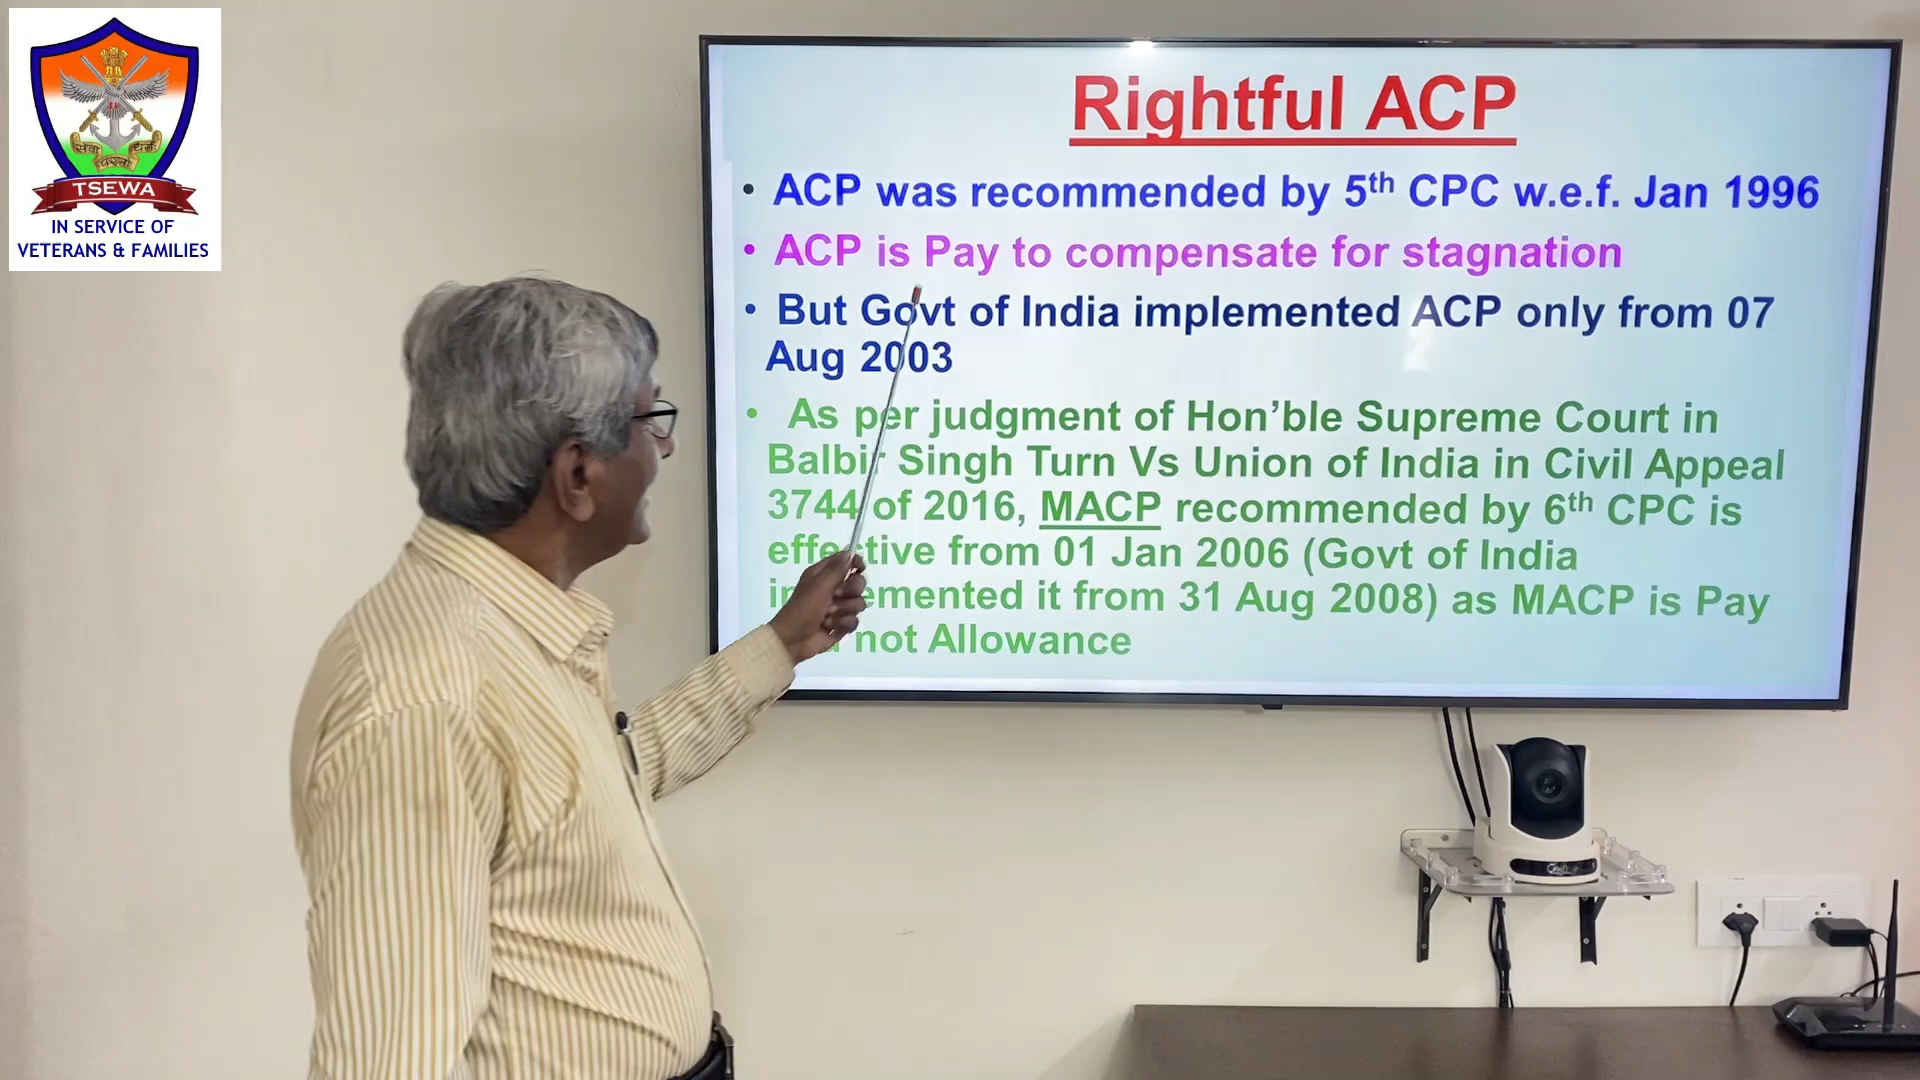 सेवा
परमो
धर्मः
TSEWA
IN SERVICE OF
VETERANS & FAMILIES
Rightful ACP
• ACP was recommended by 5th CPC w.e.f. Jan 1996
• ACP is Pay to compensate for stagnation
• But Govt of India implemented ACP only from 07
Aug 2003
• As per judgment of Hon’ble Supreme Court in
Balbir Singh Turn Vs Union of India in Civil Appeal
3744 of 2016, MACP recommended by 6th CPC is
effective from 01 Jan 2006 (Govt of India
implemented it from 31 Aug 2008) as MACP is Pay
not Allowance